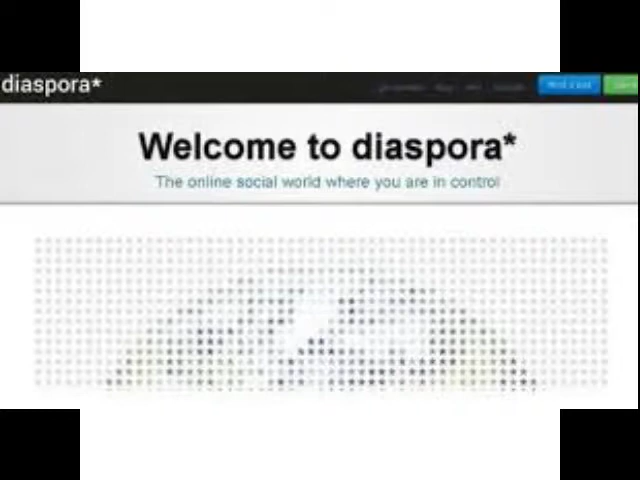 diaspora*
Welcome to diaspora*
The online social world where you are in control